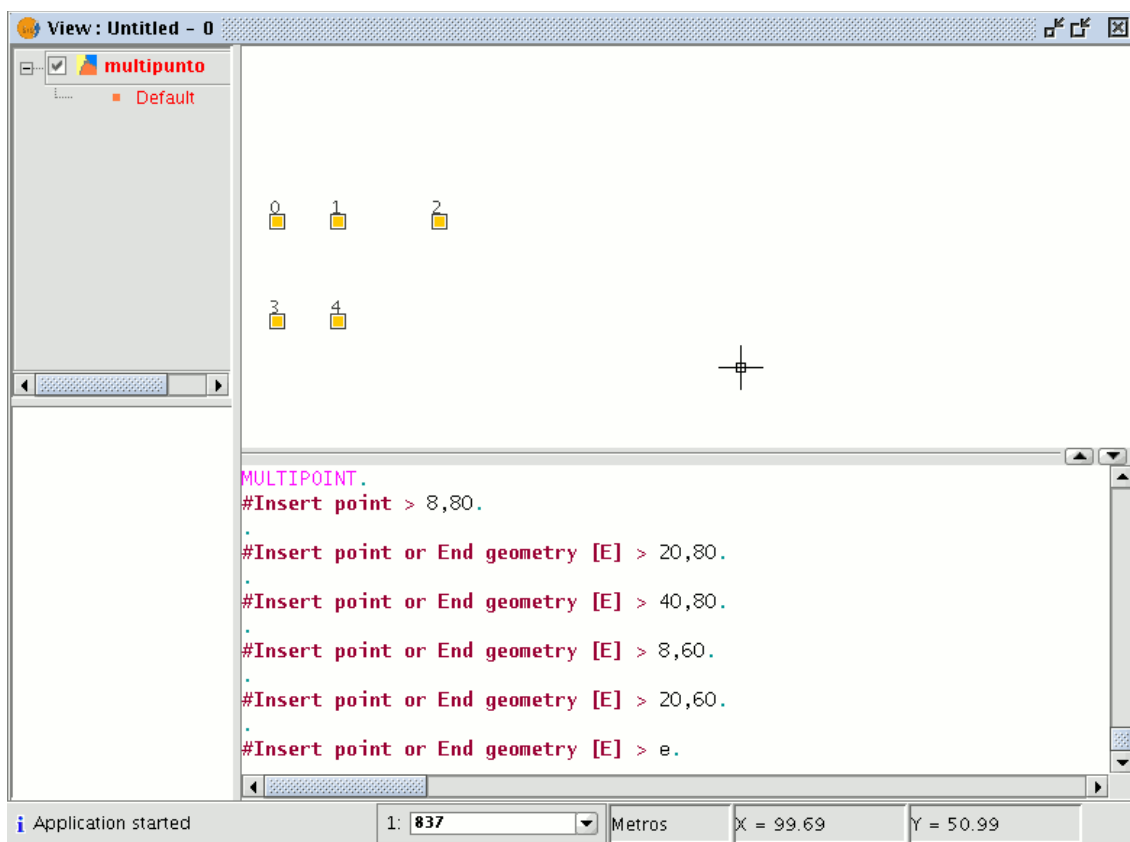 View : Untitled - 0
multipunto
Default
0 1 2
3 4
MULTIPOINT.
#Insert point > 8,80.
.
#Insert point or End geometry [E] > 20,80.
.
#Insert point or End geometry [E] > 40,80.
.
#Insert point or End geometry [E] > 8,60.
.
#Insert point or End geometry [E] > 20,60.
.
#Insert point or End geometry [E] > e.
i Application started
1: 837
Metros
X = 99.69
Y = 50.99